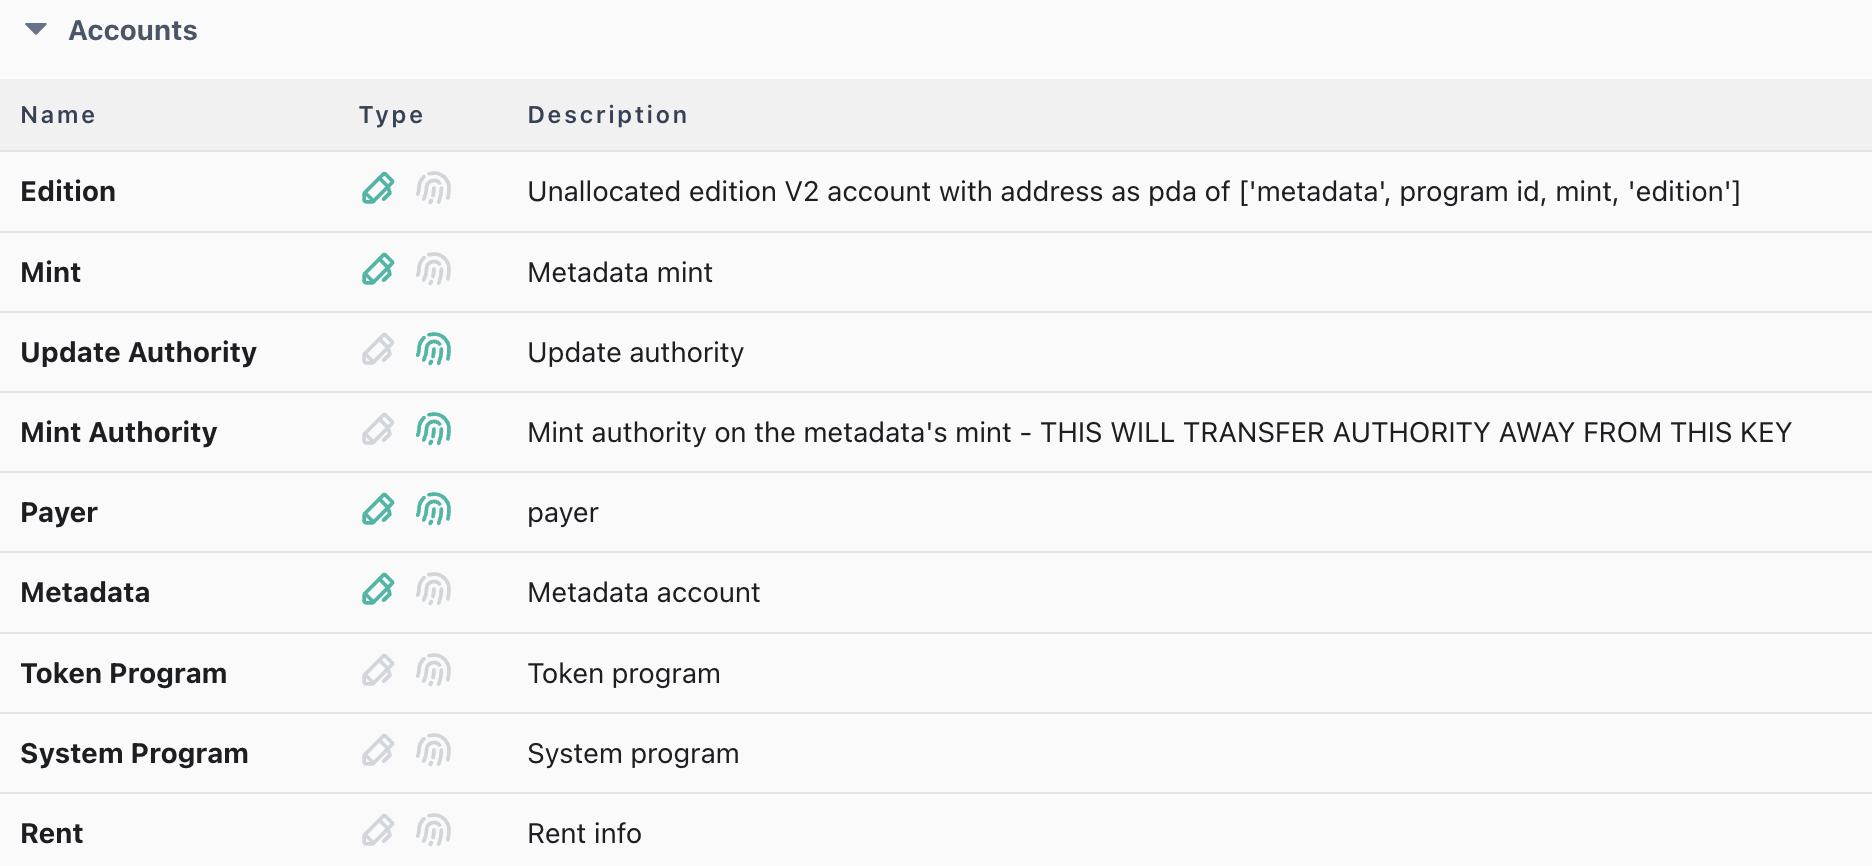 Accounts
Name Type Description
Edition Unallocated edition V2 account with address as pda of ['metadata', program id, mint, 'edition']
Mint Metadata mint
Update Authority Update authority
Mint Authority Mint authority on the metadata's mint - THIS WILL TRANSFER AUTHORITY AWAY FROM THIS KEY
Payer payer
Metadata Metadata account
Token Program Token program
System Program System program
Rent Rent info